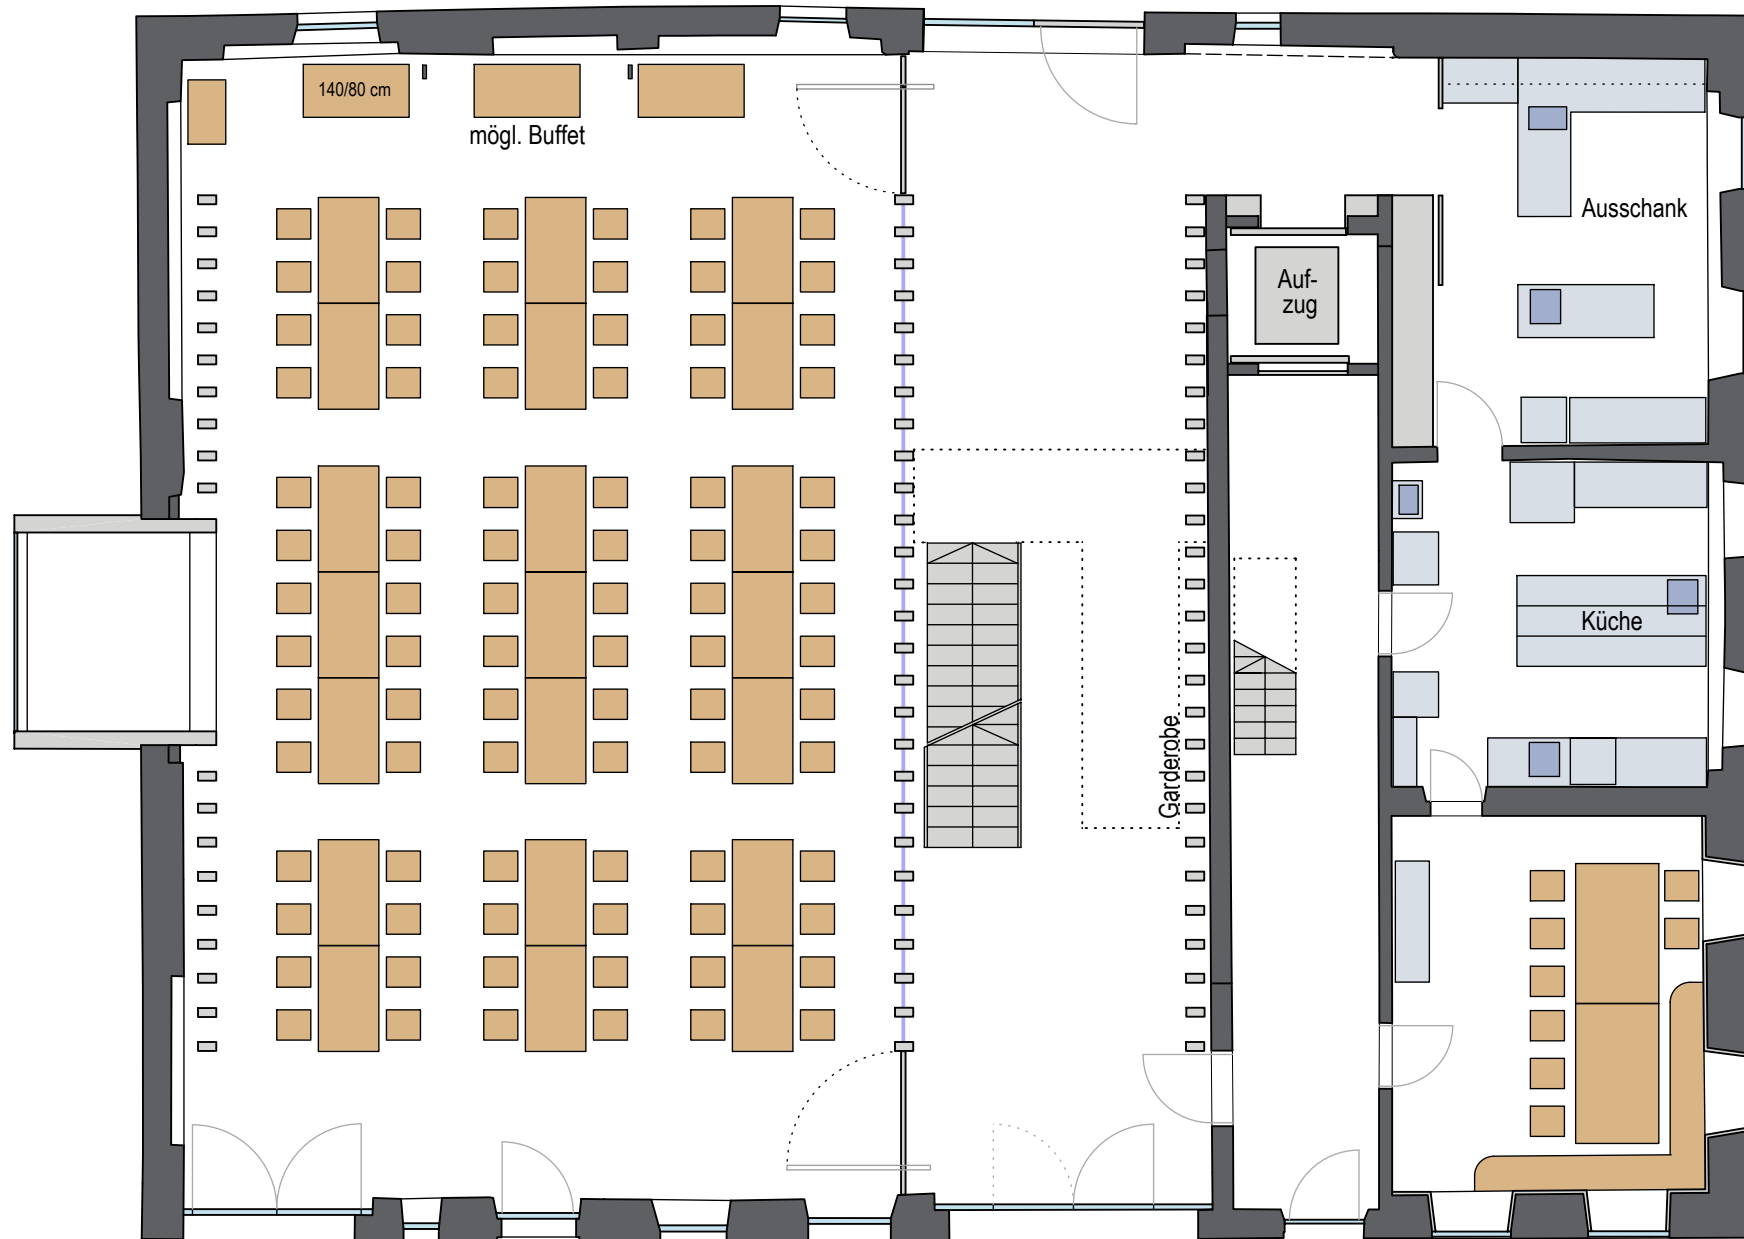 140/80 cm
mögl. Buffet
Ausschank
Auf-
zug
Küche
Garderobe